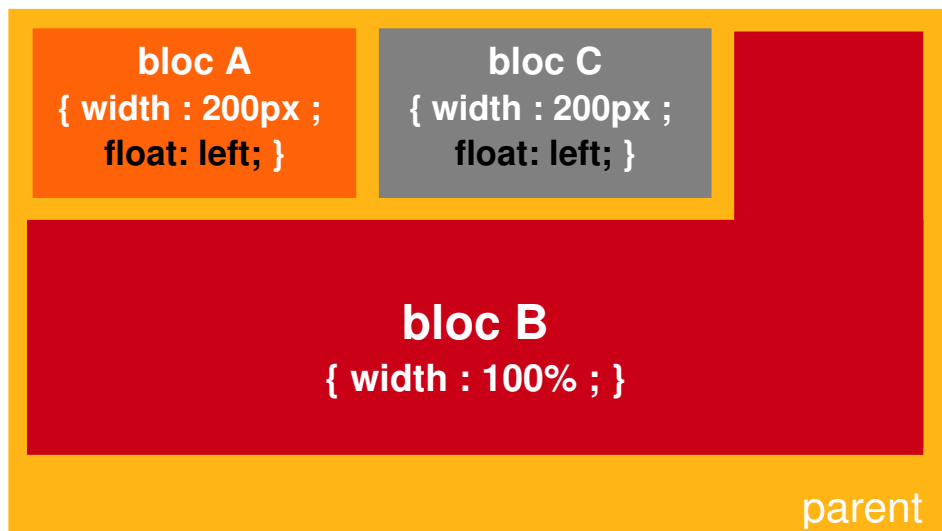 bloc A
{ width : 200px ;
float: left; }
bloc C
{ width : 200px ;
float: left; }
bloc B
{ width : 100% ; }
parent